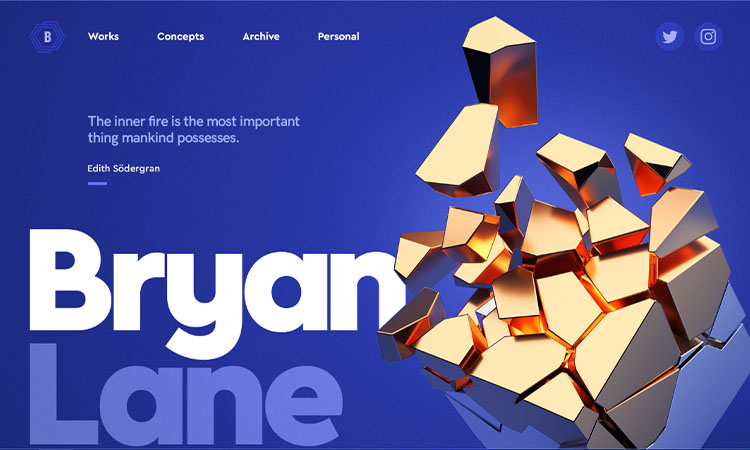 B
Works
Concepts
Archive
Personal
The inner fire is the most important
thing mankind possesses.
Edith Södergran
Bryan
Lane